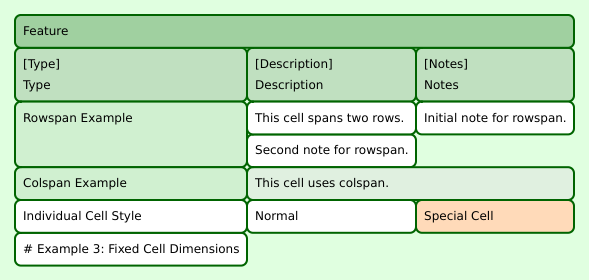 Feature
[Type] [Description] [Notes]
Type Description Notes
Rowspan Example This cell spans two rows. Initial note for rowspan.
Second note for rowspan.
Colspan Example This cell uses colspan.
Individual Cell Style Normal Special Cell
# Example 3: Fixed Cell Dimensions